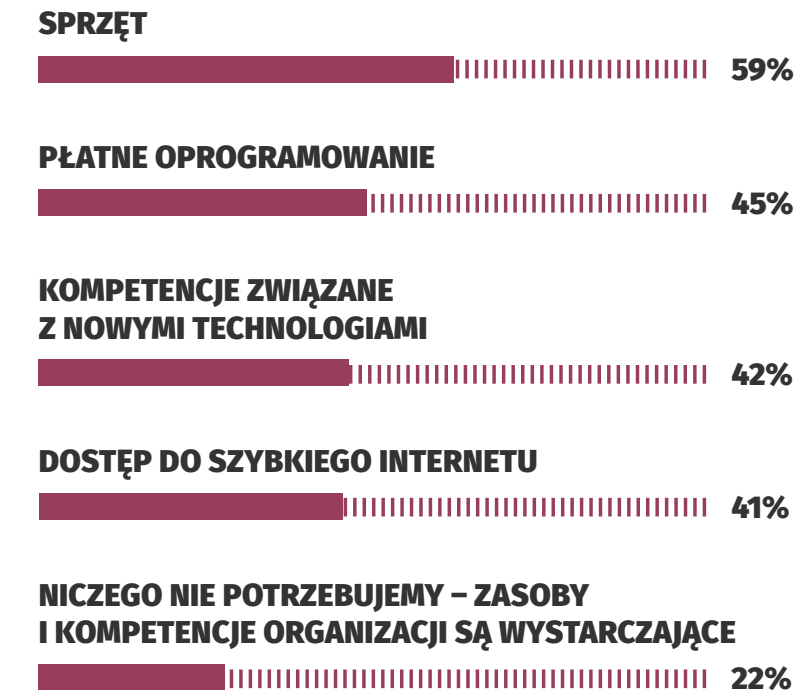 SPRZĘT
59%
PŁATNE OPROGRAMOWANIE
45%
KOMPETENCJE ZWIĄZANE
Z NOWYMI TECHNOLOGIAMI
42%
DOSTĘP DO SZYBKIEGO INTERNETU
41%
NICZEGO NIE POTRZEBUJEMY – ZASOBY
I KOMPETENCJE ORGANIZACJI SĄ WYSTARCZAJĄCE
22%